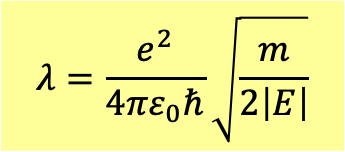 λ = e² / 4πε₀ħ √ m / 2|E|